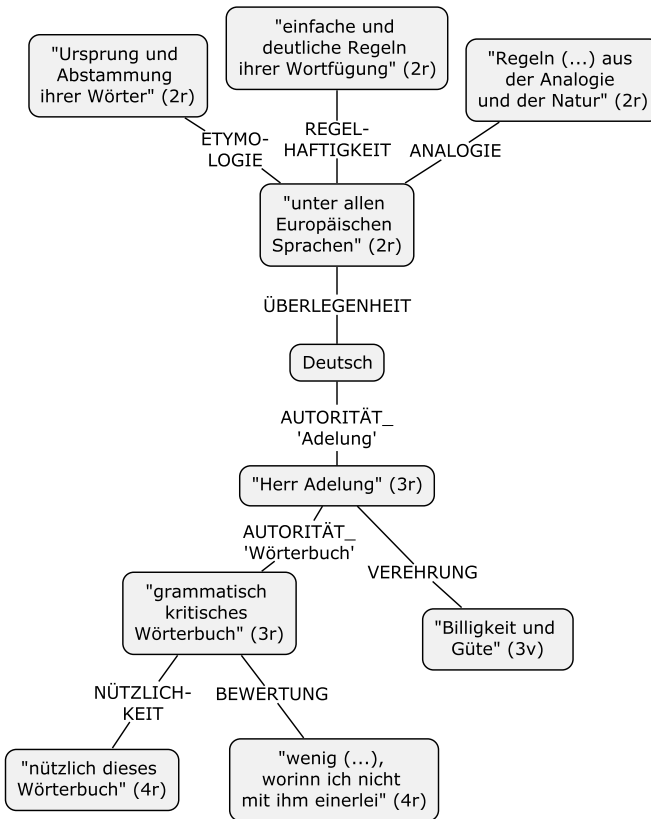 "Ursprung und
Abstammung
ihrer Wörter" (2r)
"einfache und
deutliche Regeln
ihrer Wortfügung" (2r)
"Regeln (...) aus
der Analogie
und der Natur" (2r)
ETYMO-
LOGIE
REGEL-
HAFTIGKEIT
ANALOGIE
"unter allen
Europäischen
Sprachen" (2r)
ÜBERLEGENHEIT
Deutsch
AUTORITÄT_
'Adelung'
"Herr Adelung" (3r)
AUTORITÄT_
'Wörterbuch'
VEREHRUNG
"grammatisch
kritisches
Wörterbuch" (3r)
"Billigkeit und
Güte" (3v)
NÜTZLICH-
KEIT
BEWERTUNG
"nützlich dieses
Wörterbuch" (4r)
"wenig (...),
worinn ich nicht
mit ihm einerlei" (4r)